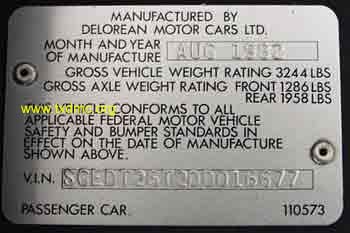 MANUFACTURED BY
DELOREAN MOTOR CARS LTD.
MONTH AND YEAR
OF MANUFACTURE AUG 1982
GROSS VEHICLE WEIGHT RATING 3244 LBS
GROSS AXLE WEIGHT RATING FRONT 1286 LBS
REAR 1958 LBS
VEHICLE CONFORMS TO ALL
APPLICABLE FEDERAL MOTOR VEHICLE
SAFETY AND BUMPER STANDARDS IN
EFFECT ON THE DATE OF MANUFACTURE
SHOWN ABOVE.
V.I.N.
PASSENGER CAR. 110573